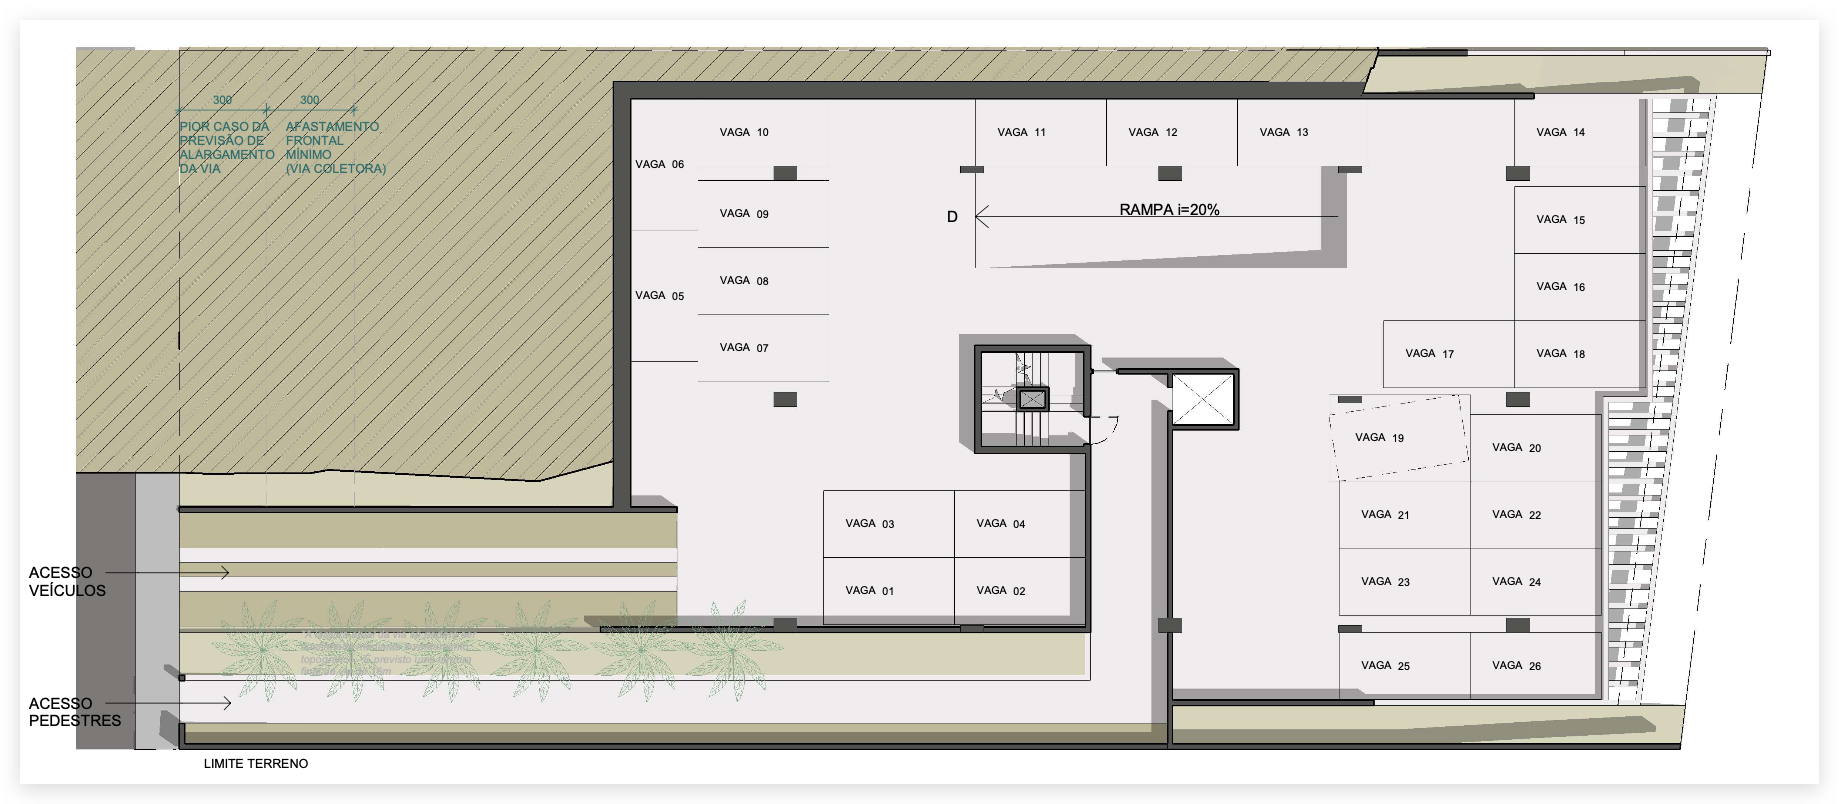 300
300
PIOR CASO DA
PREVISÃO DE
ALARGAMENTO
DA VIA
AFASTAMENTO
FRONTAL
MÍNIMO
(VIA COLETORA)
VAGA 10
VAGA 11
VAGA 12
VAGA 13
VAGA 14
VAGA 06
VAGA 09
D
RAMPA i=20%
VAGA 15
VAGA 08
VAGA 05
VAGA 16
VAGA 07
VAGA 17
VAGA 18
VAGA 19
VAGA 20
VAGA 03
VAGA 04
VAGA 21
VAGA 22
ACESSO
VEÍCULOS
VAGA 01
VAGA 02
VAGA 23
VAGA 24
VAGA 25
VAGA 26
ACESSO
PEDESTRES
LIMITE TERRENO